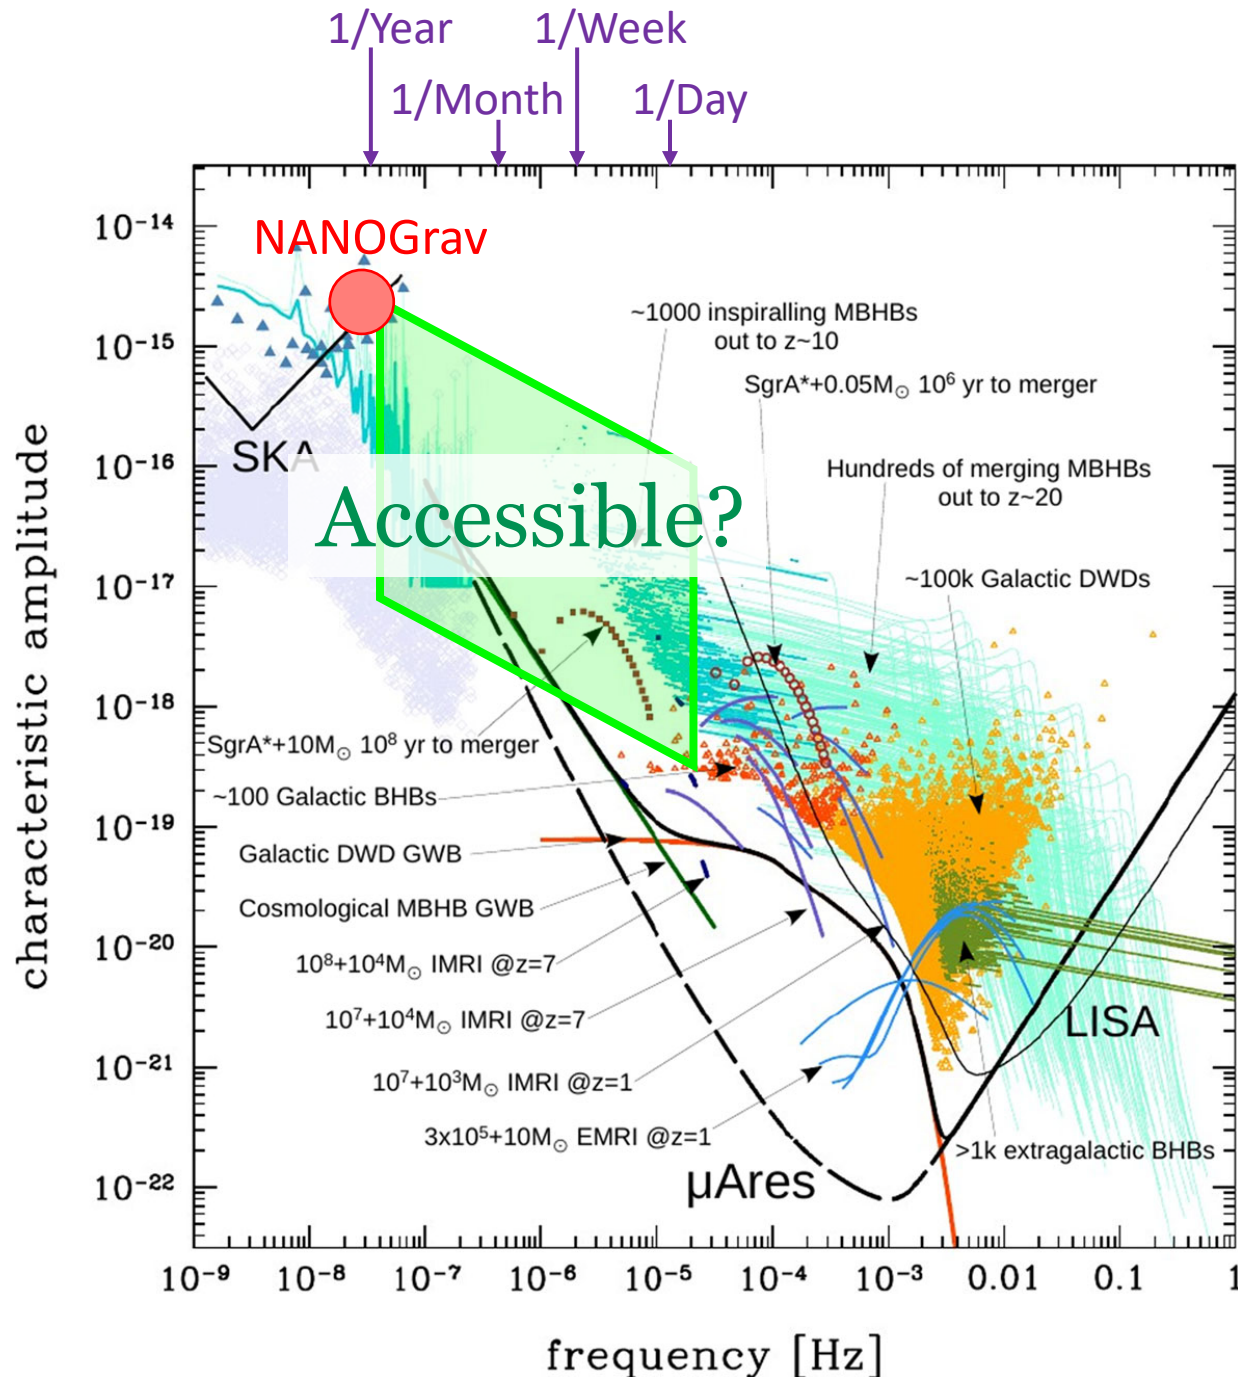 1/Year
1/Week
1/Month
1/Day
10⁻¹⁴
NANOGrav
~1000 inspiralling MBHBs
out to z~10
10⁻¹⁵
SgrA*+0.05M⊙ 10⁶ yr to merger
SKA
10⁻¹⁶
Hundreds of merging MBHBs
out to z~20
Accessible?
10⁻¹⁷
~100k Galactic DWDs
10⁻¹⁸
SgrA*+10M⊙ 10⁸ yr to merger
~100 Galactic BHBs
10⁻¹⁹
Galactic DWD GWB
Cosmological MBHB GWB
10⁻²⁰
10⁸+10⁴M⊙ IMRI @z=7
10⁷+10⁴M⊙ IMRI @z=7
LISA
10⁻²¹
10⁷+10³M⊙ IMRI @z=1
3x10⁵+10M⊙ EMRI @z=1
>1k extragalactic BHBs
μAres
10⁻²²
characteristic amplitude
10⁻⁹ 10⁻⁸ 10⁻⁷ 10⁻⁶ 10⁻⁵ 10⁻⁴ 10⁻³ 0.01 0.1 1
frequency [Hz]